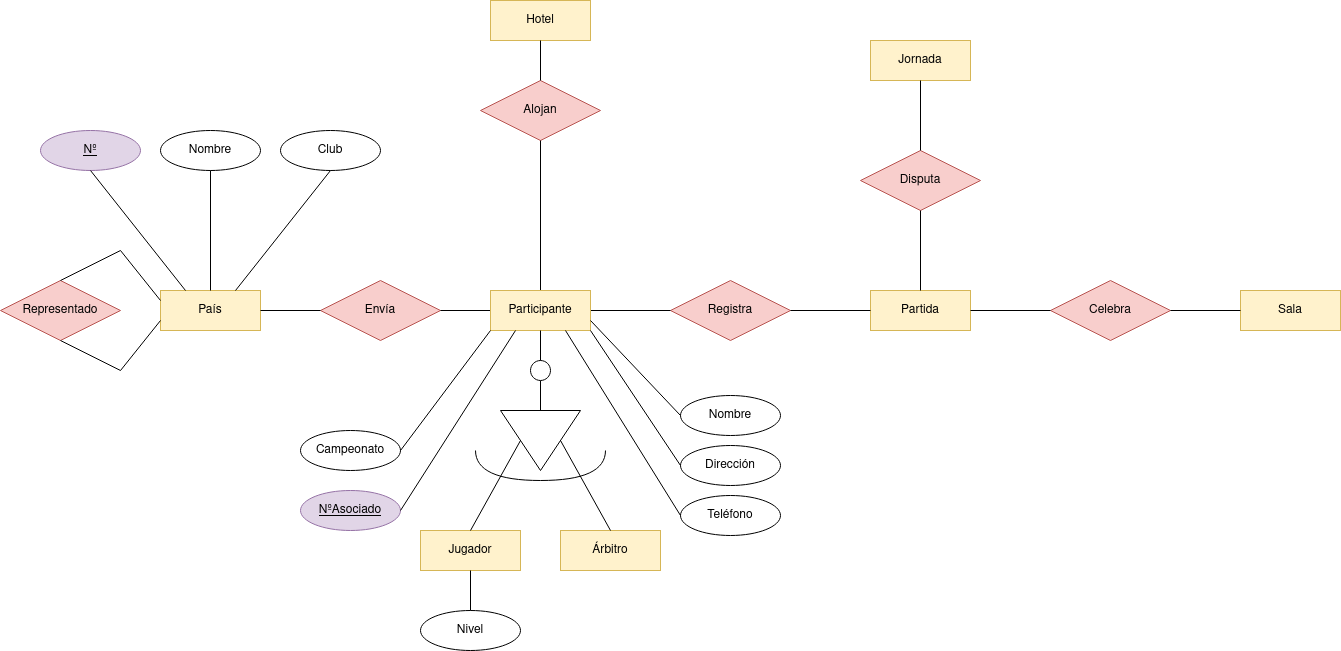 Hotel
Jornada
Alojan
Nº
Nombre
Club
Disputa
Representado
País
Envía
Participante
Registra
Partida
Celebra
Sala
Nombre
Campeonato
Dirección
NºAsociado
Teléfono
Jugador
Árbitro
Nivel